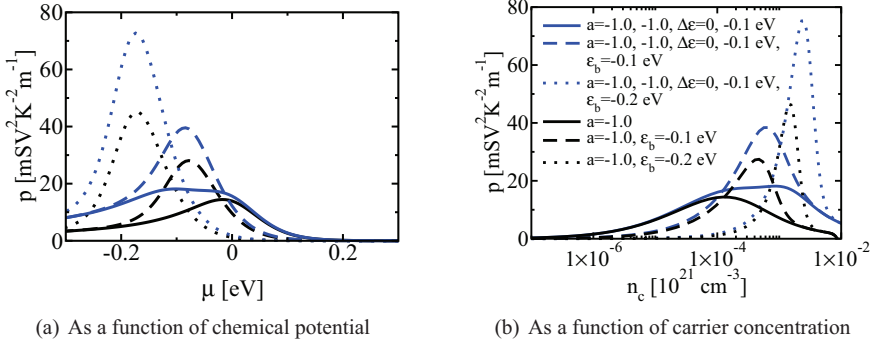 80
60
40
20
0
p [mSV²K⁻²m⁻¹]
-0.2
0
0.2
μ [eV]
(a) As a function of chemical potential
80
60
40
20
0
p [mSV²K⁻²m⁻¹]
a=-1.0, -1.0, Δε=0, -0.1 eV
a=-1.0, -1.0, Δε=0, -0.1 eV,
ε_b=-0.1 eV
a=-1.0, -1.0, Δε=0, -0.1 eV,
ε_b=-0.2 eV
a=-1.0
a=-1.0, ε_b=-0.1 eV
a=-1.0, ε_b=-0.2 eV
1×10⁻⁶
1×10⁻⁴
1×10⁻²
n_c [10²¹ cm⁻³]
(b) As a function of carrier concentration